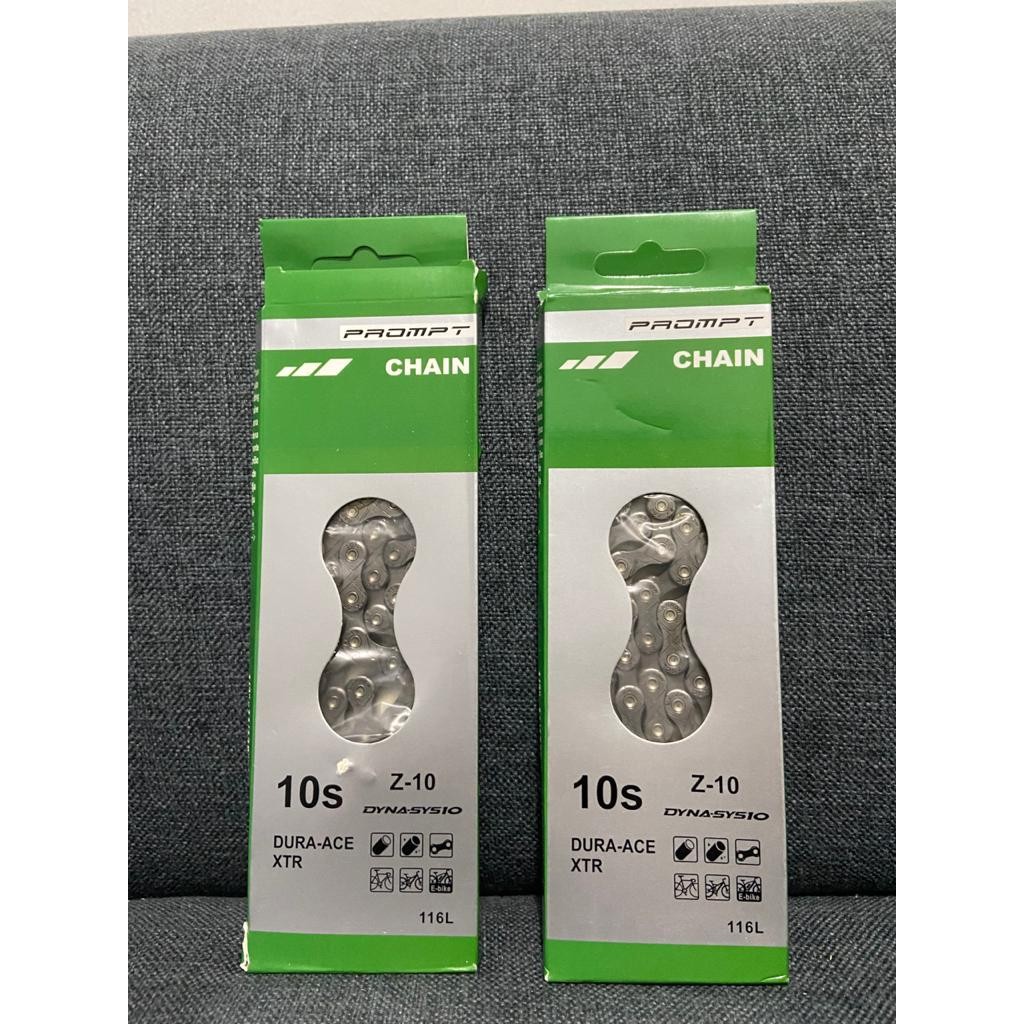 PROMPT
CHAIN
10s
Z-10
DYNA-SYS10
DURA-ACE
XTR
E-bike
116L
PROMPT
CHAIN
10s
Z-10
DYNA-SYS10
DURA-ACE
XTR
E-bike
116L